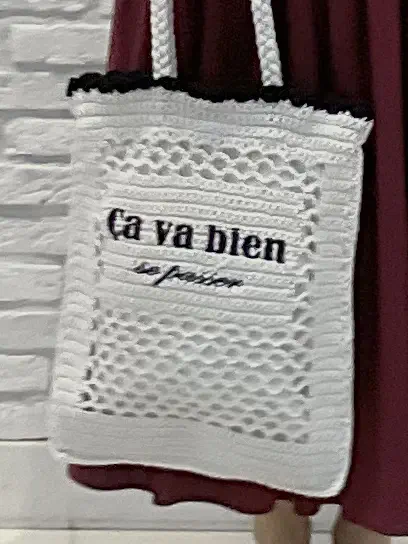 Ça va bien
se passer